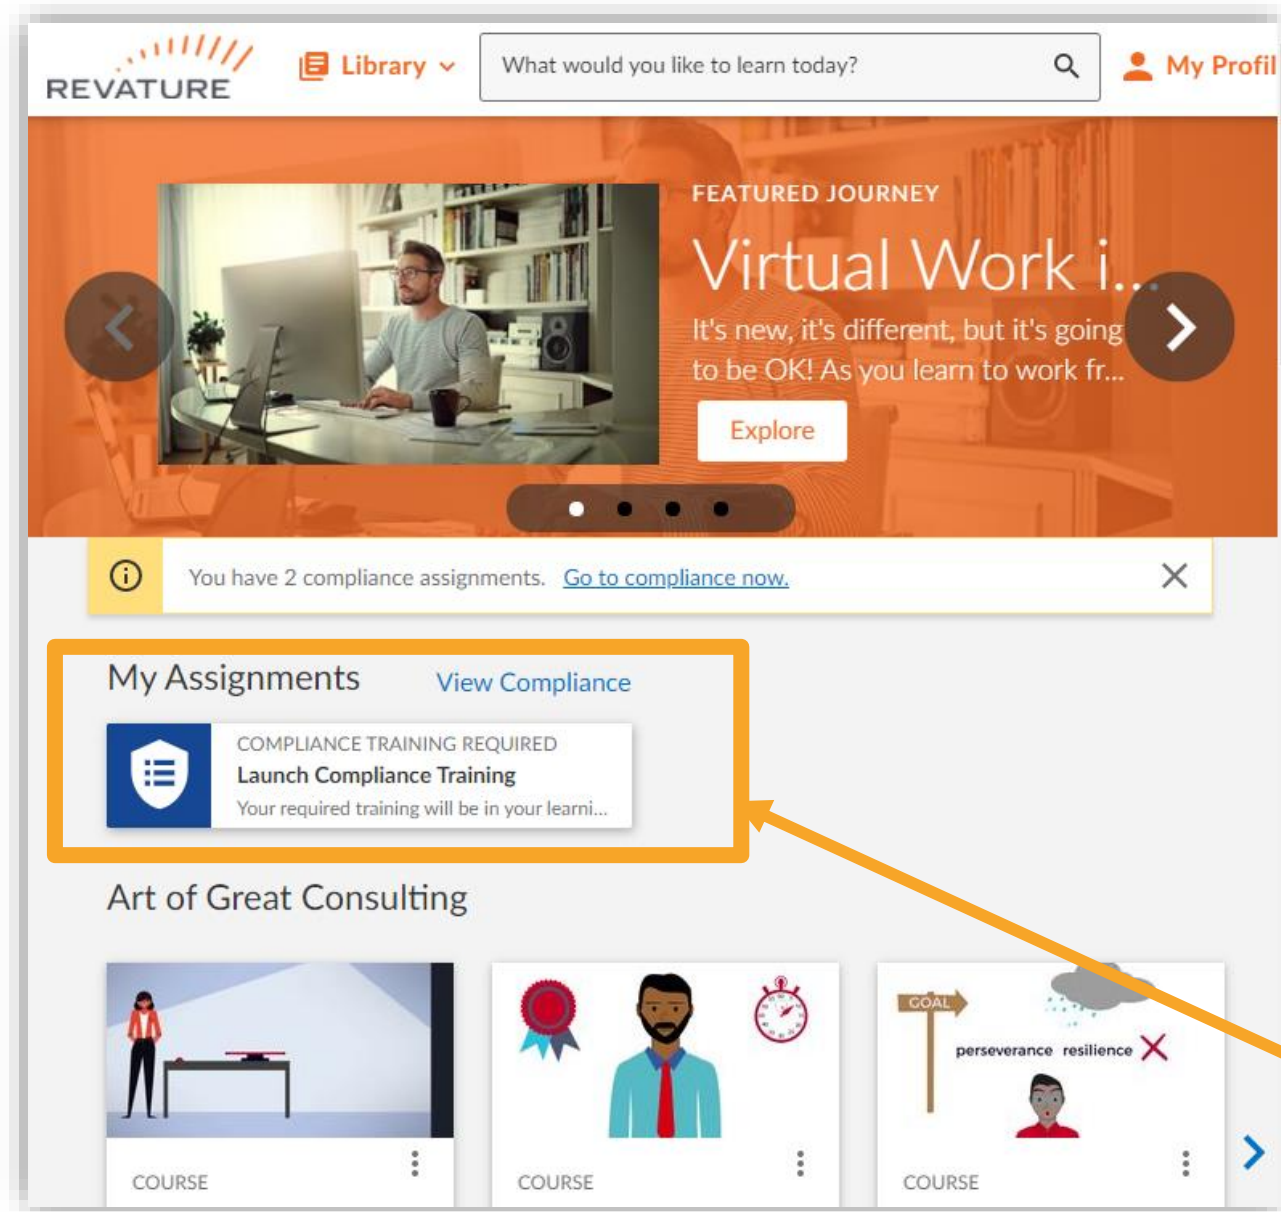 REVATURE
Library
What would you like to learn today?
My Profil
FEATURED JOURNEY
Virtual Work i...
It's new, it's different, but it's going
to be OK! As you learn to work fr...
Explore
You have 2 compliance assignments. Go to compliance now.
My Assignments View Compliance
COMPLIANCE TRAINING REQUIRED
Launch Compliance Training
Your required training will be in your learni...
Art of Great Consulting
GOAL
perseverance resilience
COURSE
COURSE
COURSE